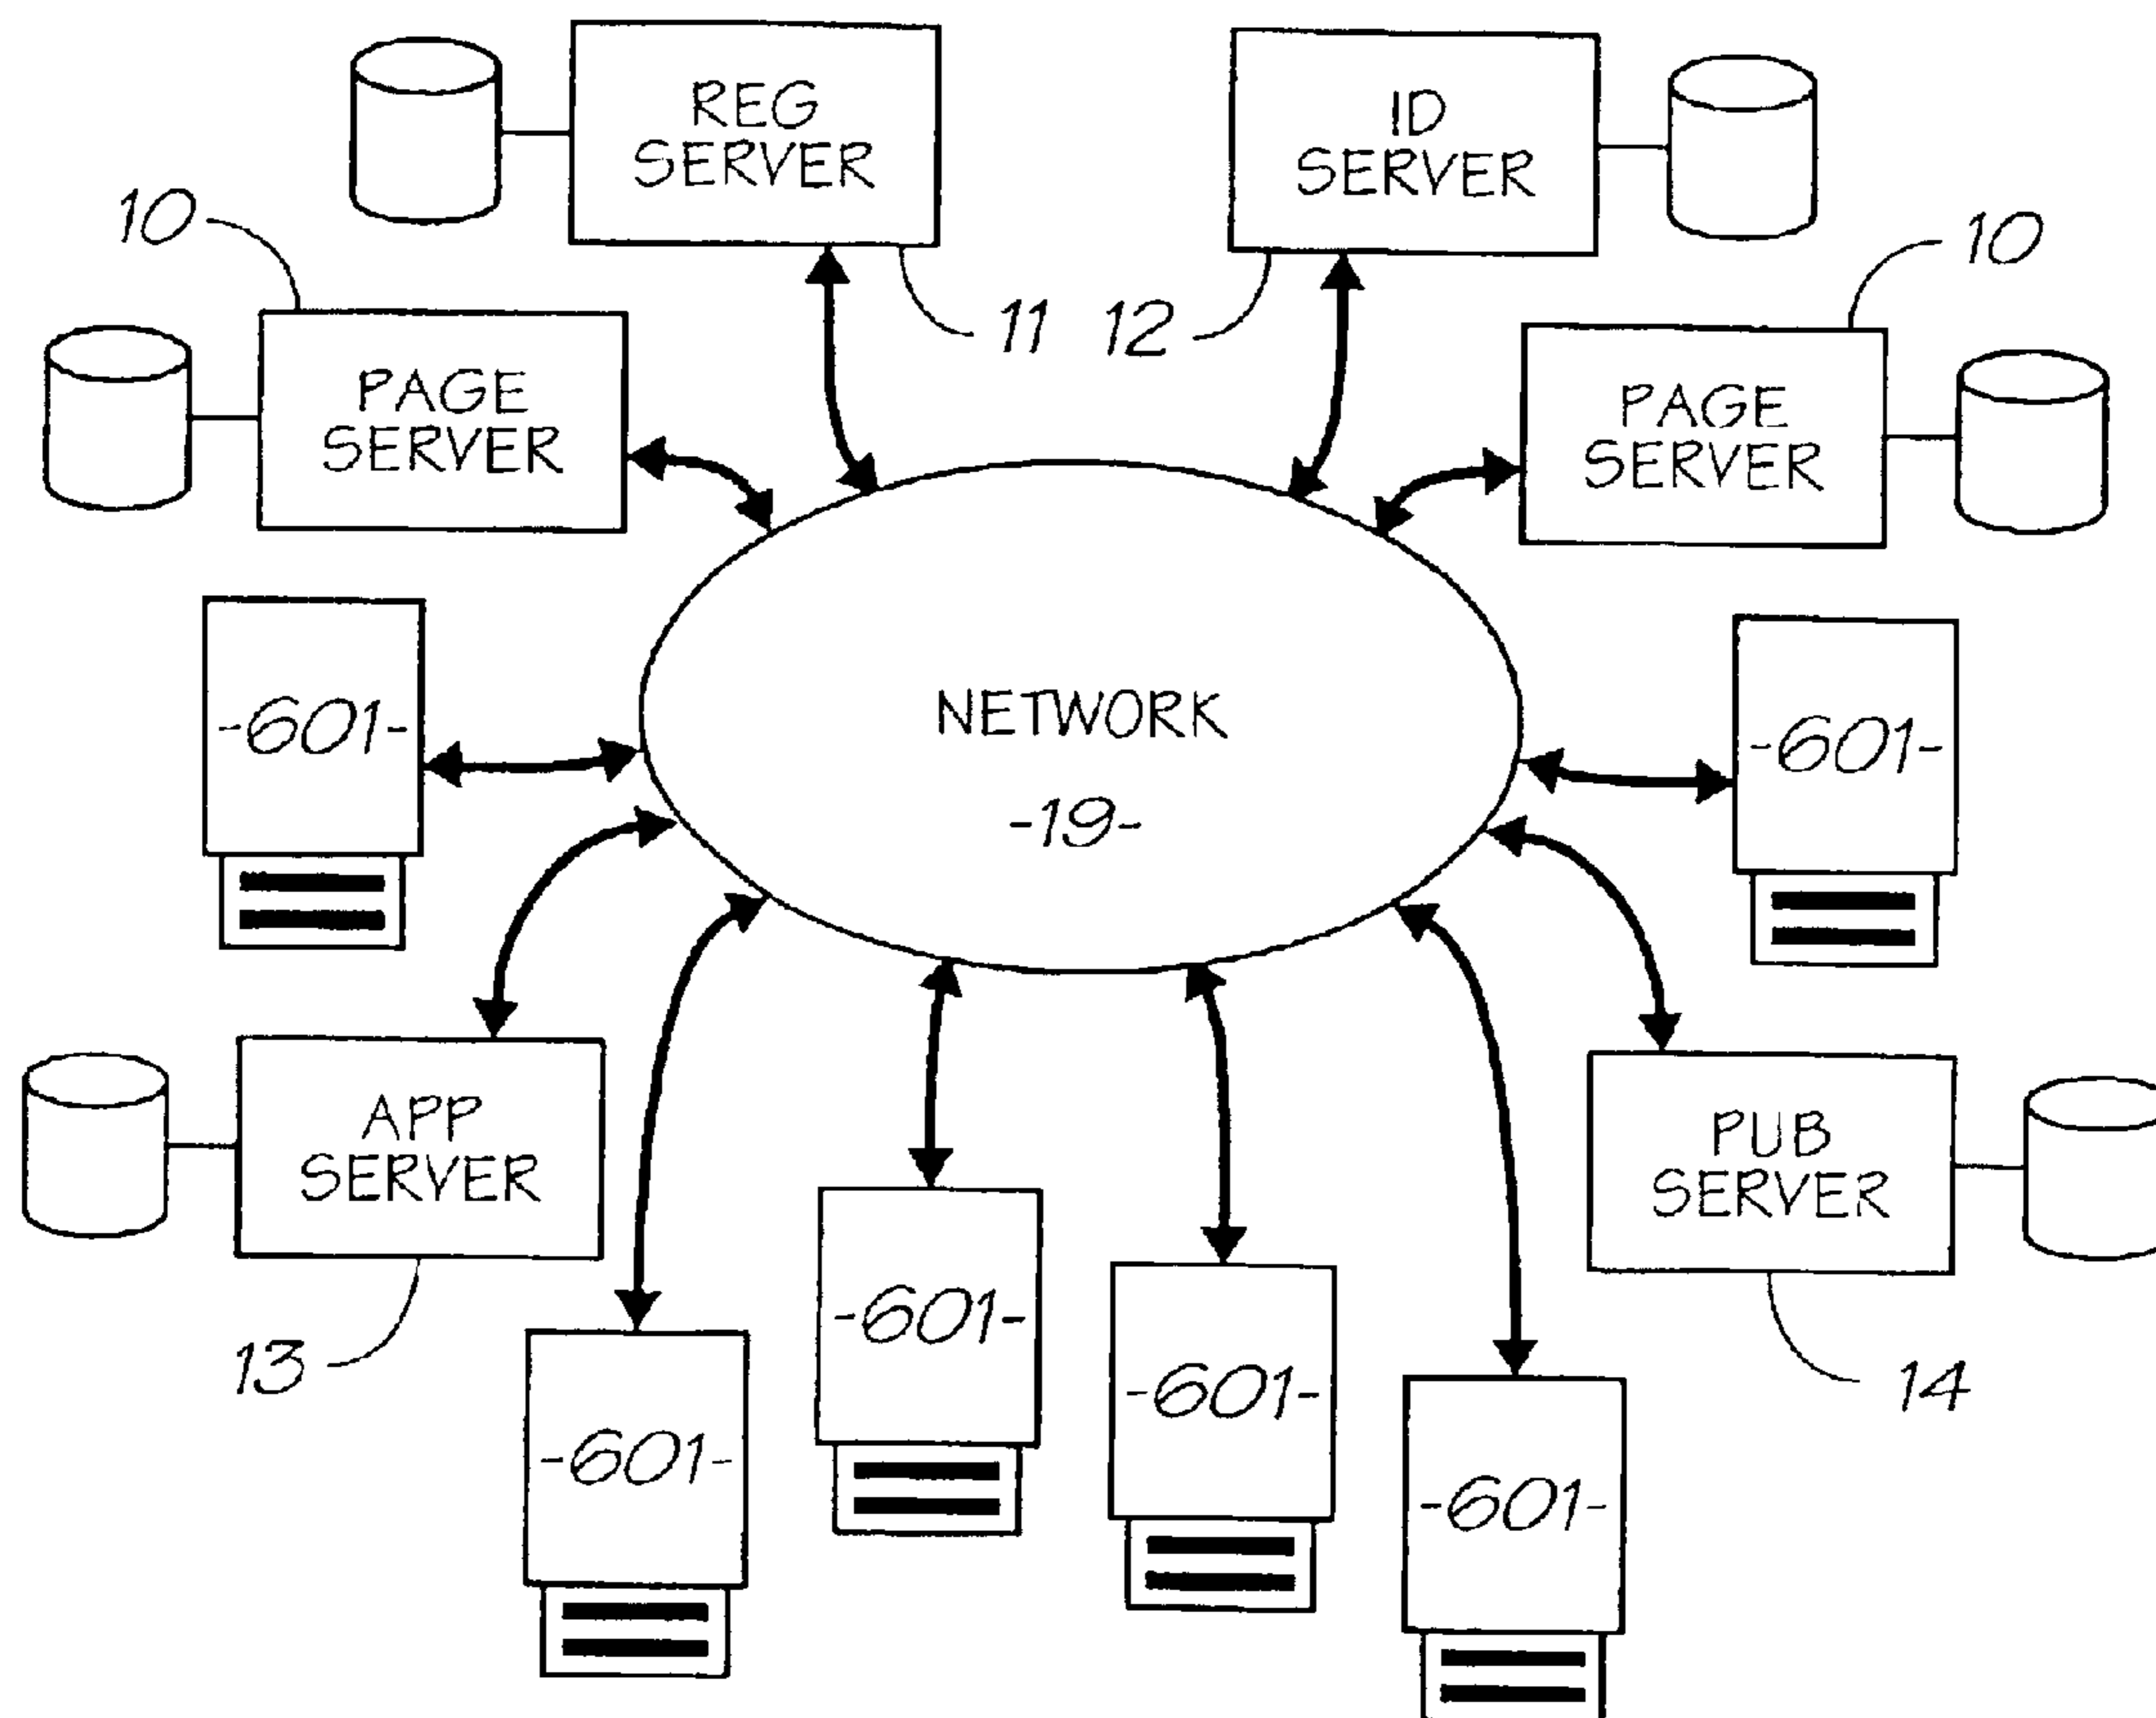 REG
SERVER
ID
SERVER
10
10
11
12
PAGE
SERVER
PAGE
SERVER
-601-
NETWORK
-19-
-601-
APP
SERVER
PUB
SERVER
13
-601-
-601-
-601-
-601-
14